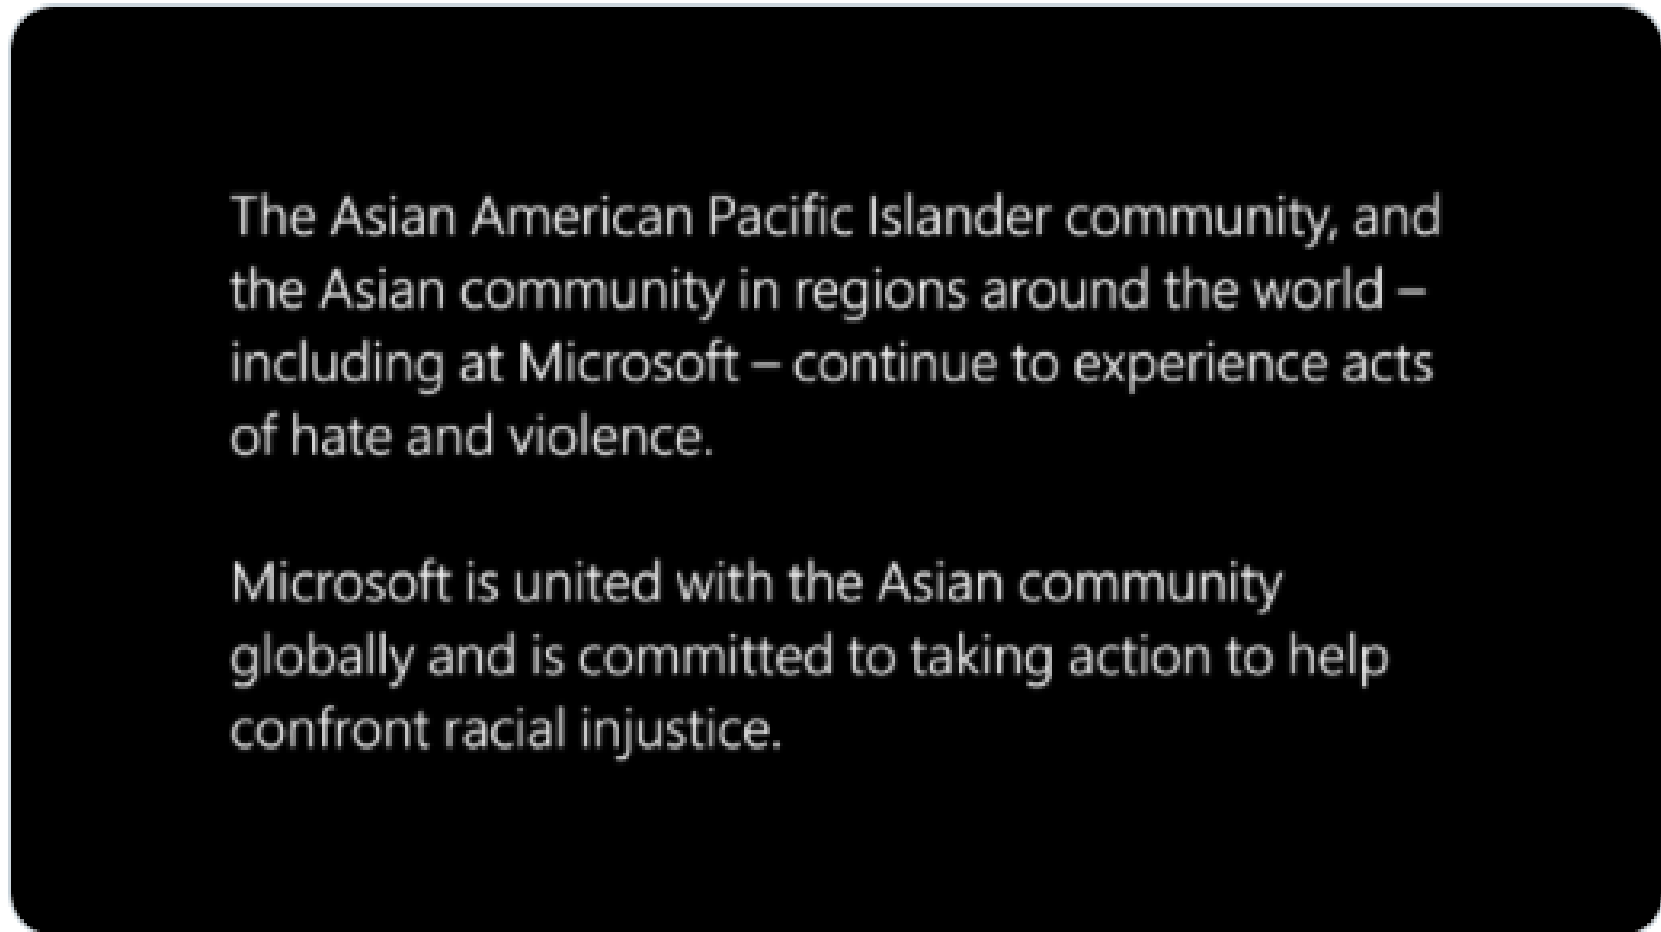 The Asian American Pacific Islander community, and
the Asian community in regions around the world –
including at Microsoft – continue to experience acts
of hate and violence.
Microsoft is united with the Asian community
globally and is committed to taking action to help
confront racial injustice.